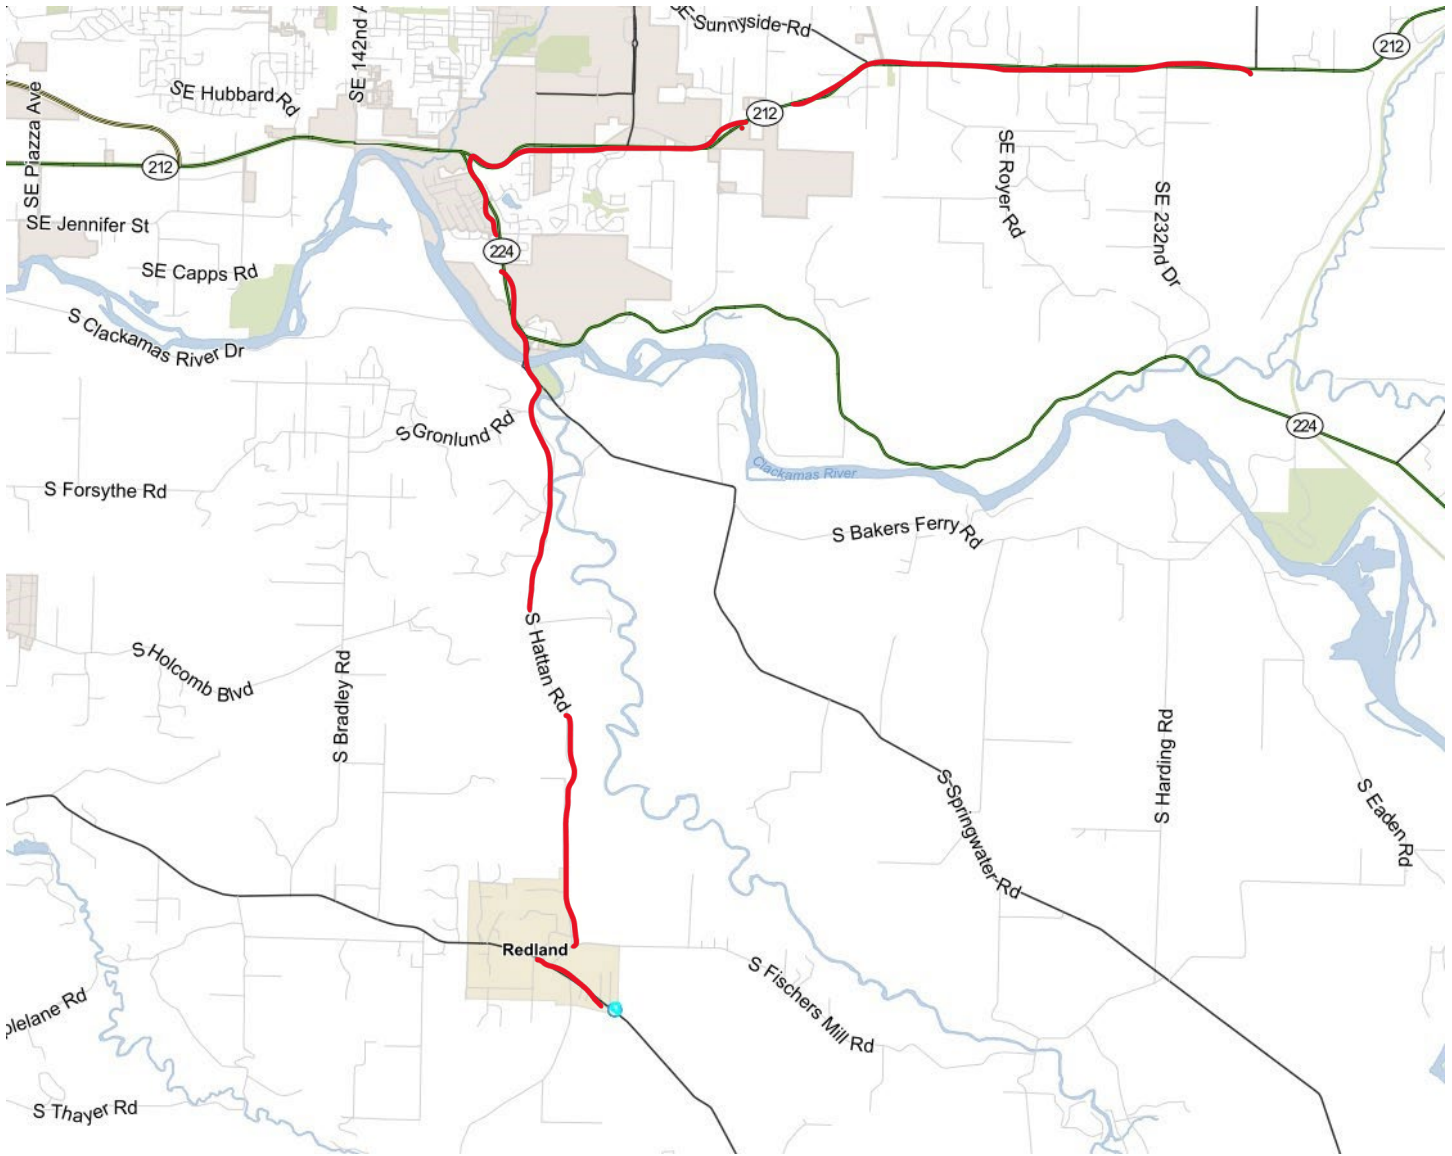 SE Sunnyside Rd
SE 142nd A
212
SE Hubbard Rd
SE Piazza Ave
212
212
SE Royer Rd
SE 232nd Dr
SE Jennifer St
224
SE Capps Rd
S Clackamas River Dr
S Gronlund Rd
224
Clackamas River
S Forsythe Rd
S Bakers Ferry Rd
S Hattan Rd
S Holcomb Blvd
S Bradley Rd
S Harding Rd
S Springwater Rd
S Eaden Rd
Redland
S Fischers Mill Rd
plelane Rd
S Thayer Rd